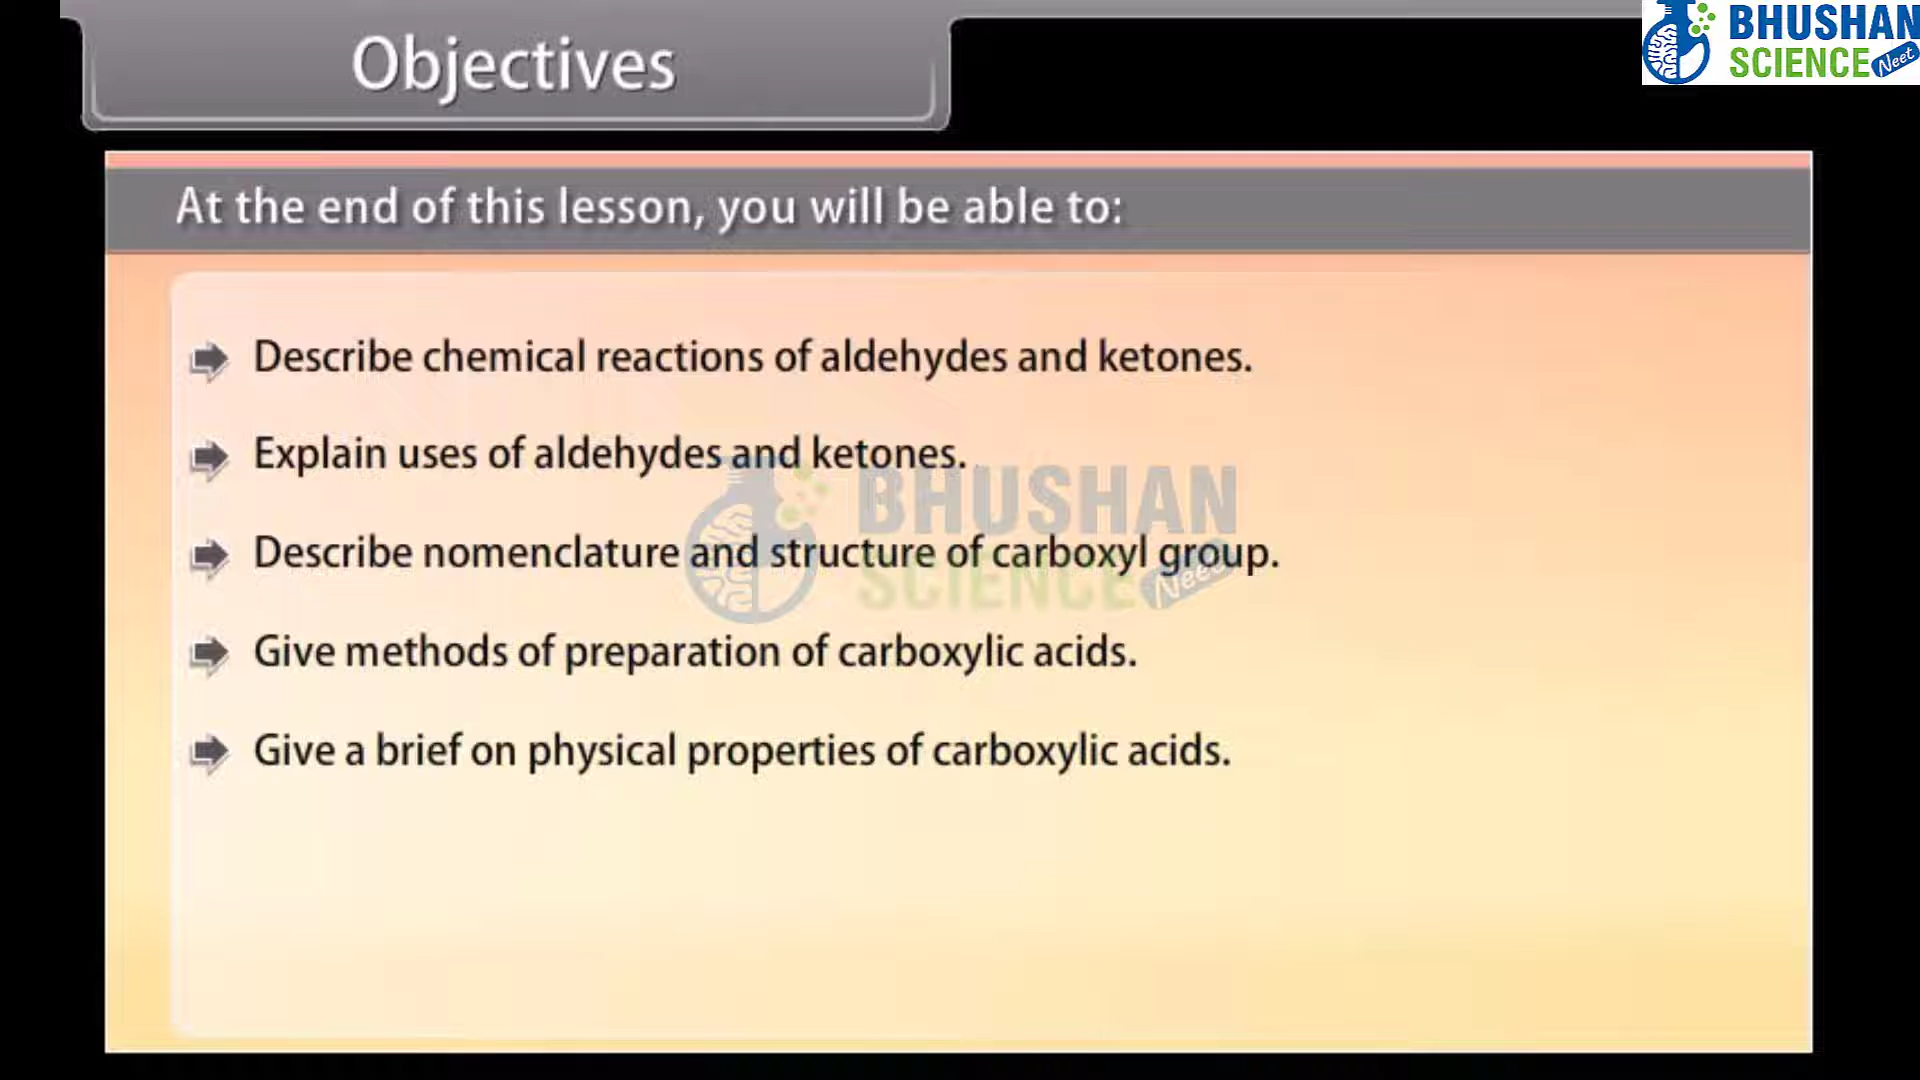 Objectives
BHUSHAN
SCIENCE Neet
At the end of this lesson, you will be able to:
Describe chemical reactions of aldehydes and ketones.
Explain uses of aldehydes and ketones.
BHUSHAN
Describe nomenclature and structure of carboxyl group.
SCIENCE Neet
Give methods of preparation of carboxylic acids.
Give a brief on physical properties of carboxylic acids.